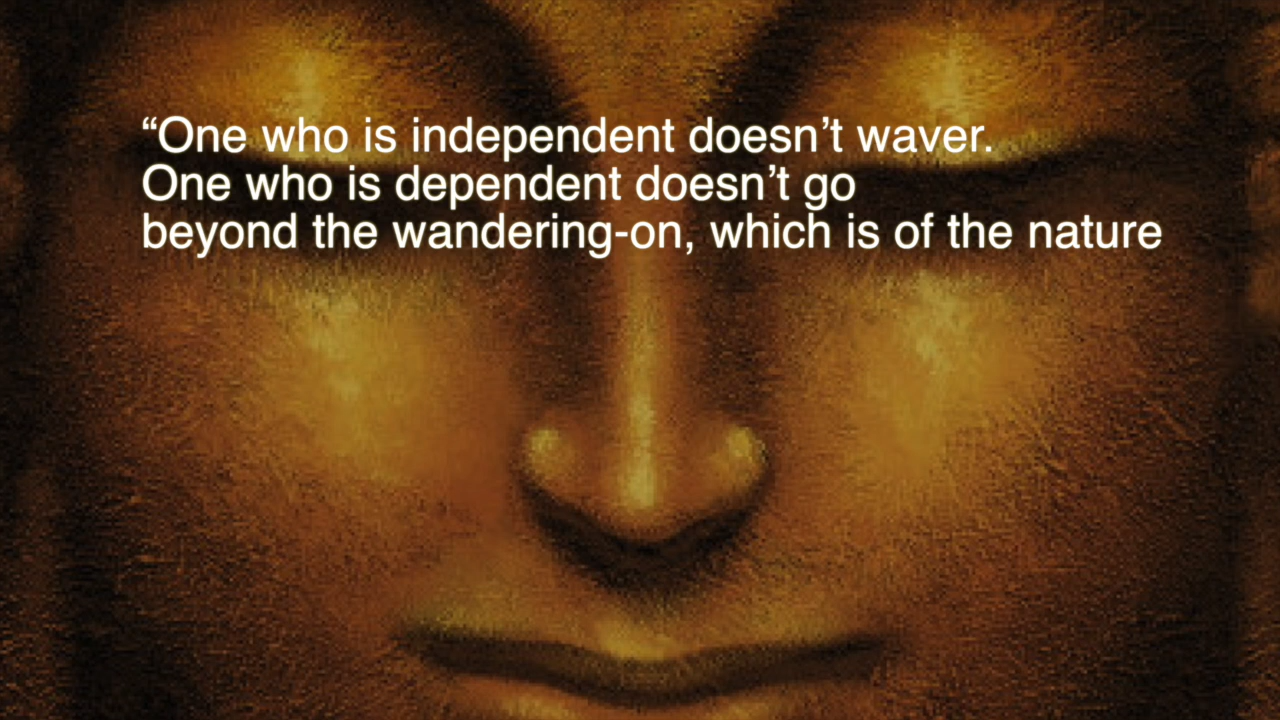 “One who is independent doesn’t waver.
One who is dependent doesn’t go
beyond the wandering-on, which is of the nature